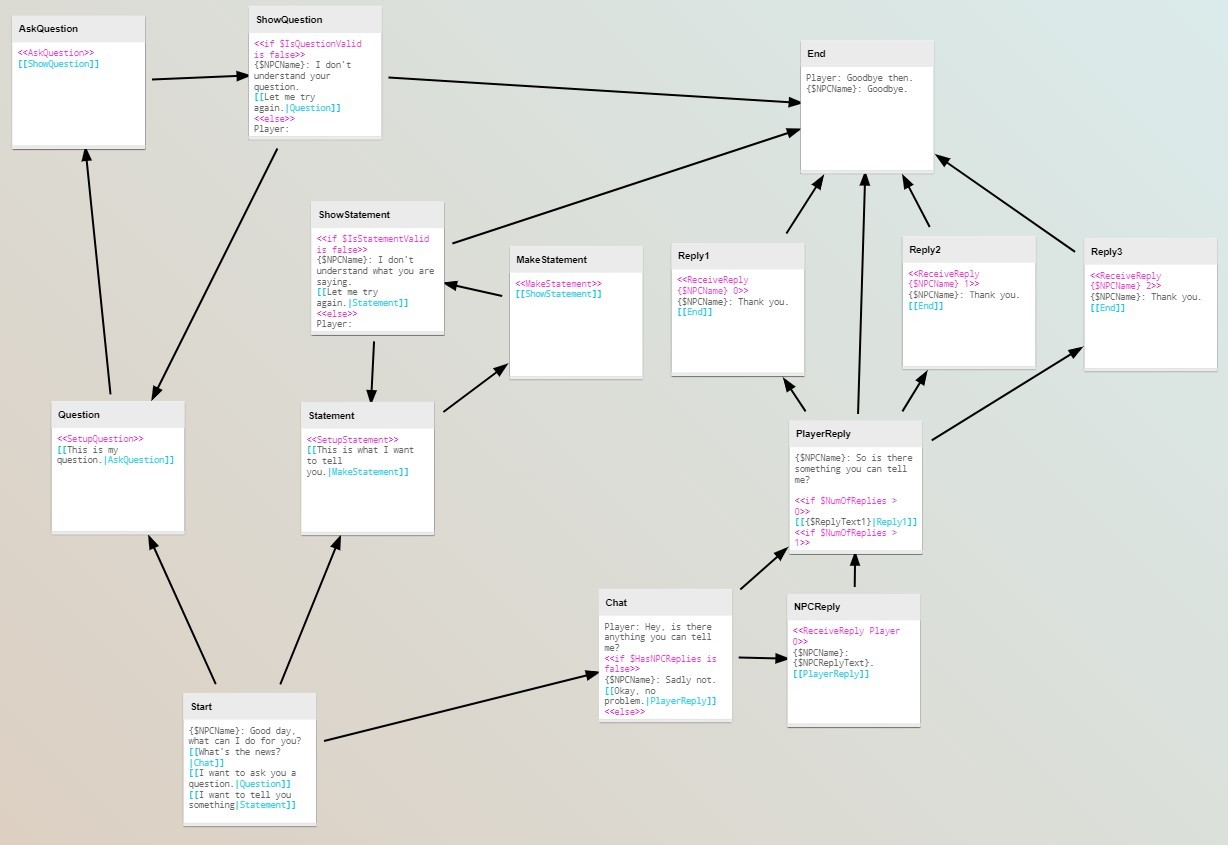 AskQuestion
<<AskQuestion>>
[[ShowQuestion]]
ShowQuestion
<<if $IsQuestionValid
is false>>
{$NPCName}: I don't
understand your
question.
[[Let me try
again.|Question]]
<<else>>
Player:
End
Player: Goodbye then.
{$NPCName}: Goodbye.
ShowStatement
<<if $IsStatementValid
is false>>
{$NPCName}: I don't
understand what you are
saying.
[[Let me try
again.|Statement]]
<<else>>
Player:
MakeStatement
<<MakeStatement>>
[[ShowStatement]]
Reply1
<<ReceiveReply
{$NPCName} 0>>
{$NPCName}: Thank you.
[[End]]
Reply2
<<ReceiveReply
{$NPCName} 1>>
{$NPCName}: Thank you.
[[End]]
Reply3
<<ReceiveReply
{$NPCName} 2>>
{$NPCName}: Thank you.
[[End]]
Question
<<SetupQuestion>>
[[This is my
question.|AskQuestion]]
Statement
<<SetupStatement>>
[[This is what I want
to tell
you.|MakeStatement]]
PlayerReply
{$NPCName}: So is there
something you can tell
me?
<<if $NumOfReplies >
0>>
[[{$ReplyText1}|Reply1]]
<<if $NumOfReplies >
1>>
Chat
Player: Hey, is there
anything you can tell
me?
<<if $HasNPCReplies is
false>>
{$NPCName}: Sadly not.
[[Okay, no
problem.|PlayerReply]]
<<else>>
NPCReply
<<ReceiveReply Player
0>>
{$NPCName}:
{$NPCReplyText}.
[[PlayerReply]]
Start
{$NPCName}: Good day,
what can I do for you?
[[What's the news?
|Chat]]
[[I want to ask you a
question.|Question]]
[[I want to tell you
something|Statement]]